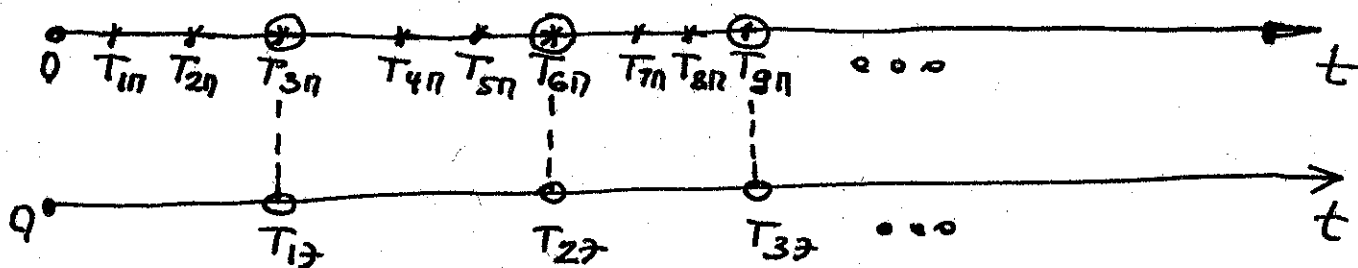 0 T1п T2п T3п T4п T5п T6п T7п T8п T9п ... t
0 T1э T2э T3э ... t